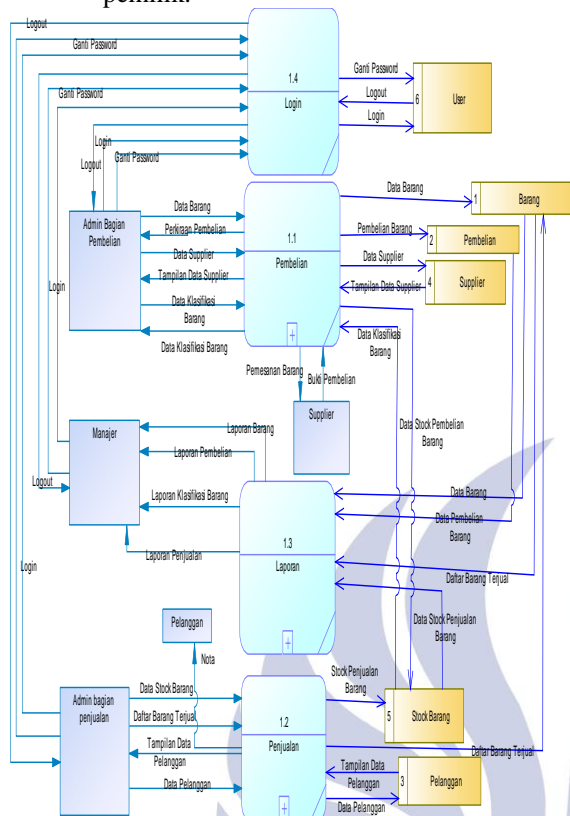 pemilik.
Logout
Ganti Password
Ganti Password
1.4
Login
Ganti Password
Logout
Login
6
User
Login
Logout
Ganti Password
Data Barang
1
Barang
Admin Bagian
Pembelian
Data Barang
Perkiraan Pembelian
Data Supplier
Tampilan Data Supplier
Data Klasifikasi
Barang
Data Klasifikasi Barang
1.1
Pembelian
Pembelian Barang
2
Pembelian
Data Supplier
Tampilan Data Supplier
4
Supplier
Data Klasifikasi
Barang
Login
Pemesanan Barang
Bukti Pembelian
Supplier
Data Stock Pembelian
Barang
Manajer
Laporan Barang
Laporan Pembelian
Laporan Klasifikasi Barang
Laporan Penjualan
Logout
Login
1.3
Laporan
Data Barang
Data Pembelian
Barang
Daftar Barang Terjual
Data Stock Penjualan
Barang
Pelanggan
Nota
Admin bagian
penjualan
Data Stock Barang
Daftar Barang Terjual
Tampilan Data
Pelanggan
Data Pelanggan
1.2
Penjualan
Stock Penjualan
Barang
5
Stock Barang
Daftar Barang Terjual
Tampilan Data
Pelanggan
3
Pelanggan
Data Pelanggan